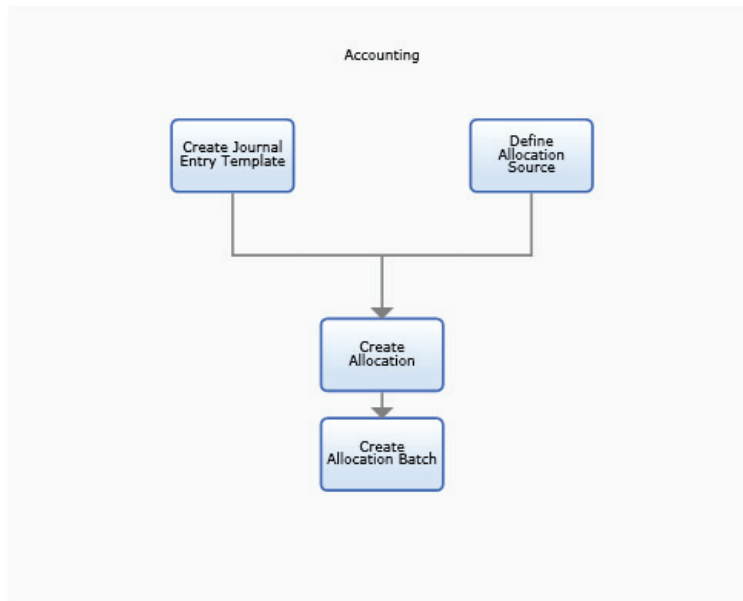 Accounting
Create Journal
Entry Template
Define
Allocation
Source
Create
Allocation
Create
Allocation Batch